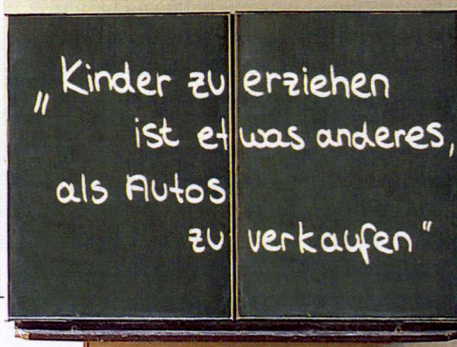 „Kinder zu erziehen
ist etwas anderes,
als Autos
zu verkaufen“